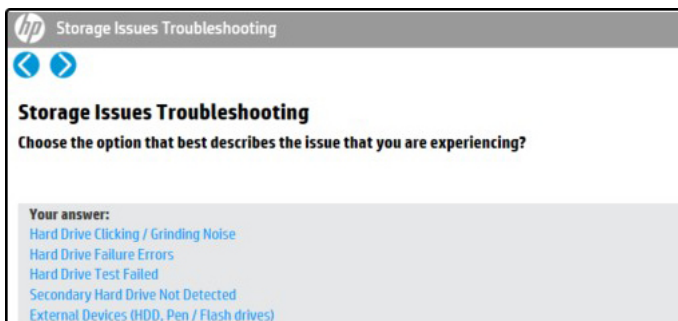 hp Storage Issues Troubleshooting
Storage Issues Troubleshooting
Choose the option that best describes the issue that you are experiencing?
Your answer:
Hard Drive Clicking / Grinding Noise
Hard Drive Failure Errors
Hard Drive Test Failed
Secondary Hard Drive Not Detected
External Devices (HDD, Pen / Flash drives)